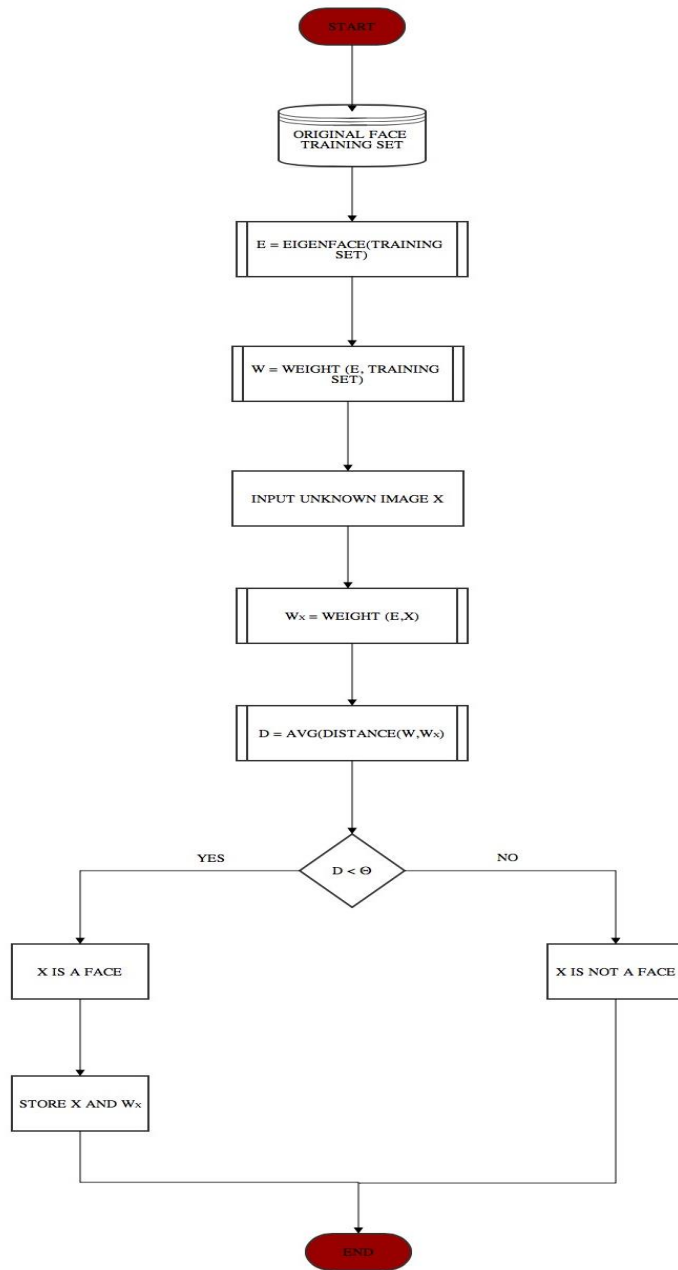 START
ORIGINAL FACE
TRAINING SET
E = EIGENFACE(TRAINING
SET)
W = WEIGHT (E, TRAINING
SET)
INPUT UNKNOWN IMAGE X
Wx = WEIGHT (E,X)
D = AVG(DISTANCE(W,Wx)
D < Θ
YES
NO
X IS A FACE
X IS NOT A FACE
STORE X AND Wx
END